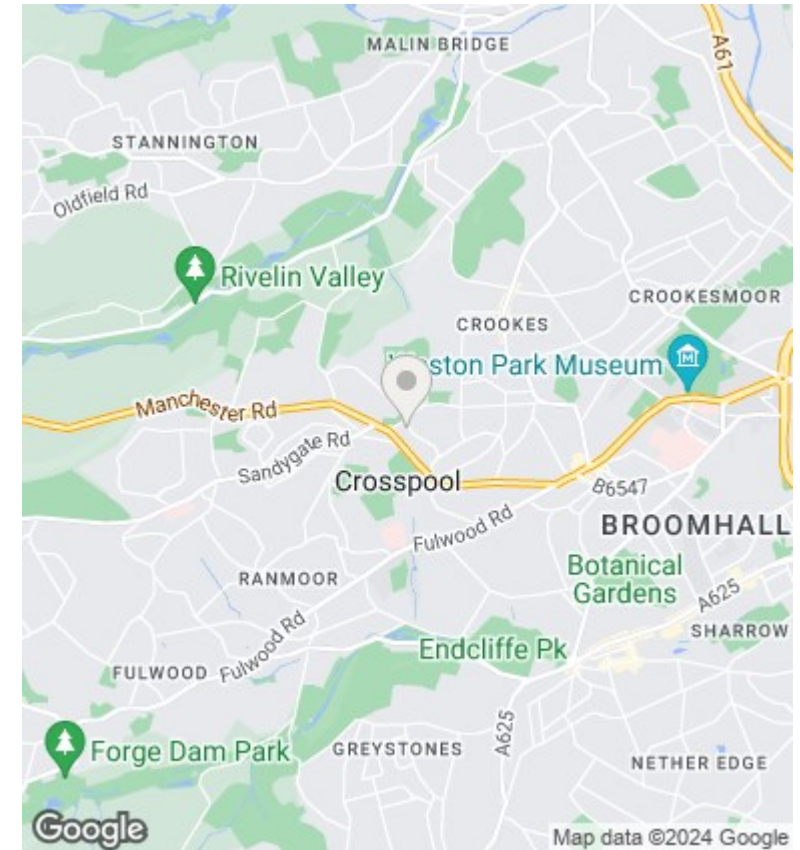 MALIN BRIDGE
A61
STANNINGTON
Oldfield Rd
Rivelin Valley
CROOKESMOOR
CROOKES
ston Park Museum
Manchester Rd
Sandygate Rd
Crosspool
B6547
Fulwood Rd
BROOMHALL
Botanical
Gardens
RANMOOR
A625
SHARROW
Endcliffe Pk
Fulwood Rd
FULWOOD
A625
Forge Dam Park
GREYSTONES
NETHER EDGE
Google
Map data ©2024 Google